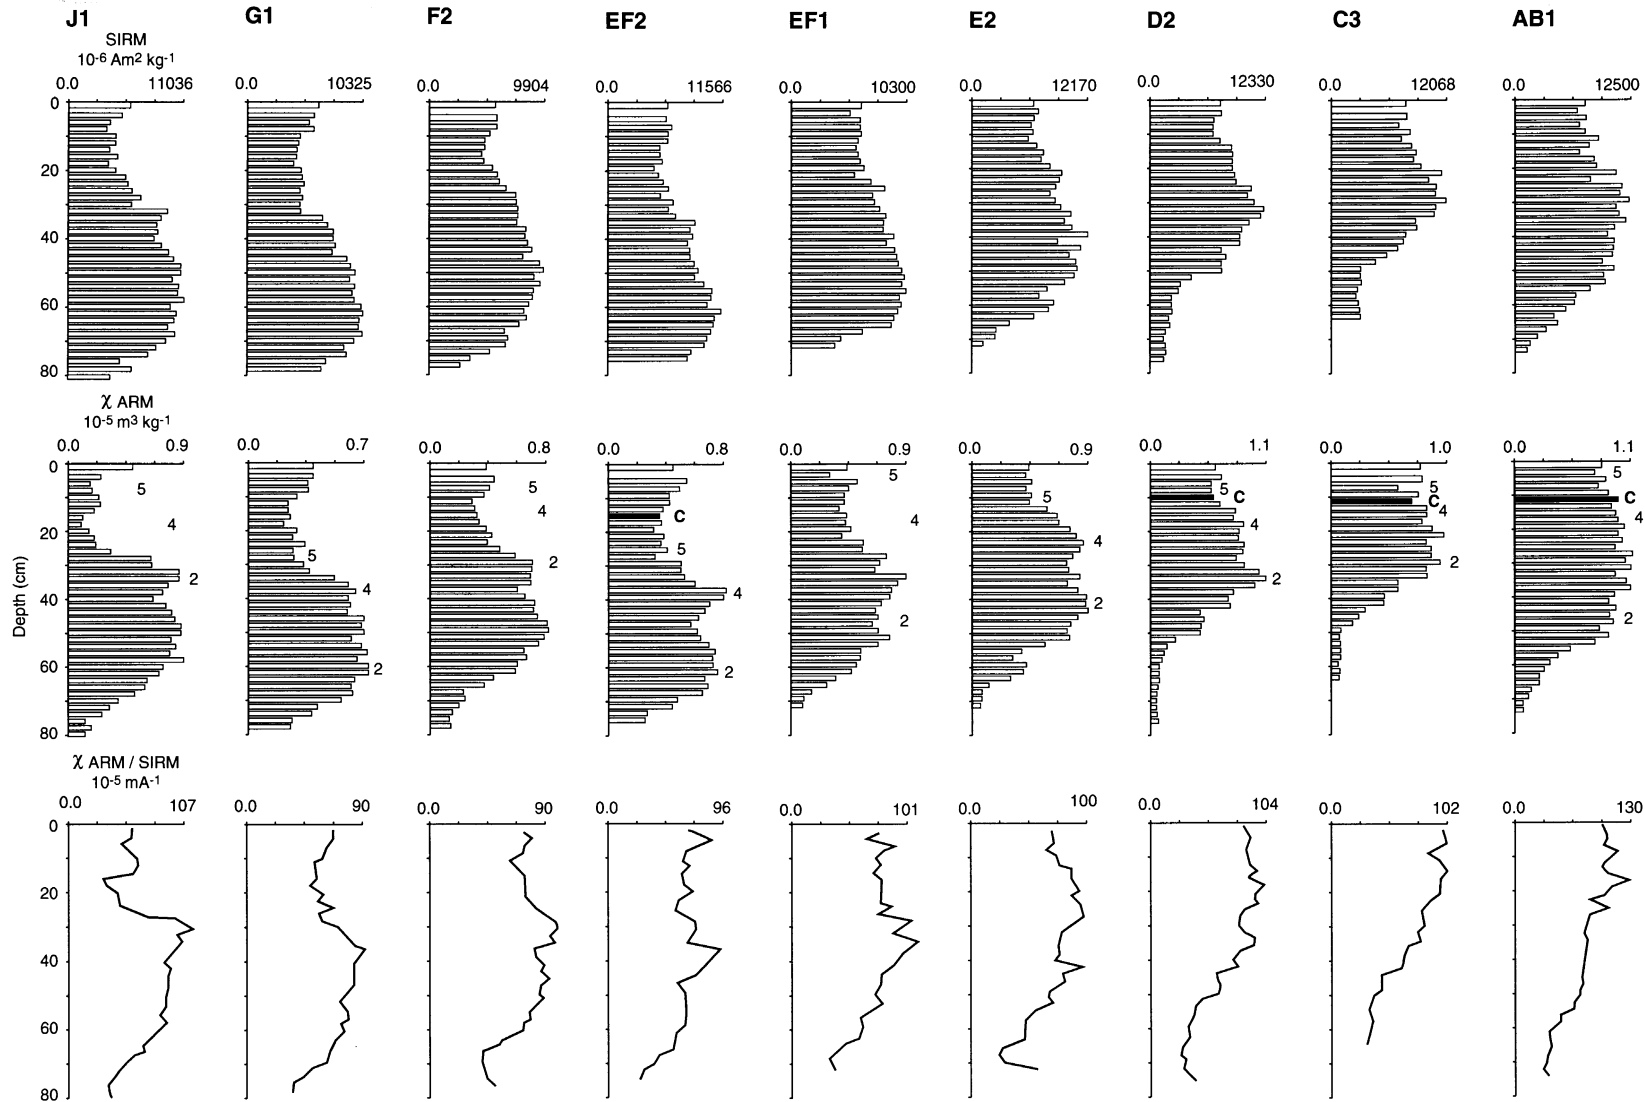 J1 G1 F2 EF2 EF1 E2 D2 C3 AB1
SIRM
10-6 Am2 kg-1
0.0 11036 0.0 10325 0.0 9904 0.0 11566 0.0 10300 0.0 12170 0.0 12330 0.0 12068 0.0 12500
0
20
40
60
80
χ ARM
10-5 m3 kg-1
0.0 0.9 0.0 0.7 0.0 0.8 0.0 0.8 0.0 0.9 0.0 0.9 0.0 1.1 0.0 1.0 0.0 1.1
0
5 5 5 5 5 5 5
C C C
4 4 C 4 4 4 4
20
5 5 4
2 2 2 2
40
4 4 2 2 2
60
2 2
80
Depth (cm)
χ ARM / SIRM
10-5 mA-1
0.0 107 0.0 90 0.0 90 0.0 96 0.0 101 0.0 100 0.0 104 0.0 102 0.0 130
0
20
40
60
80